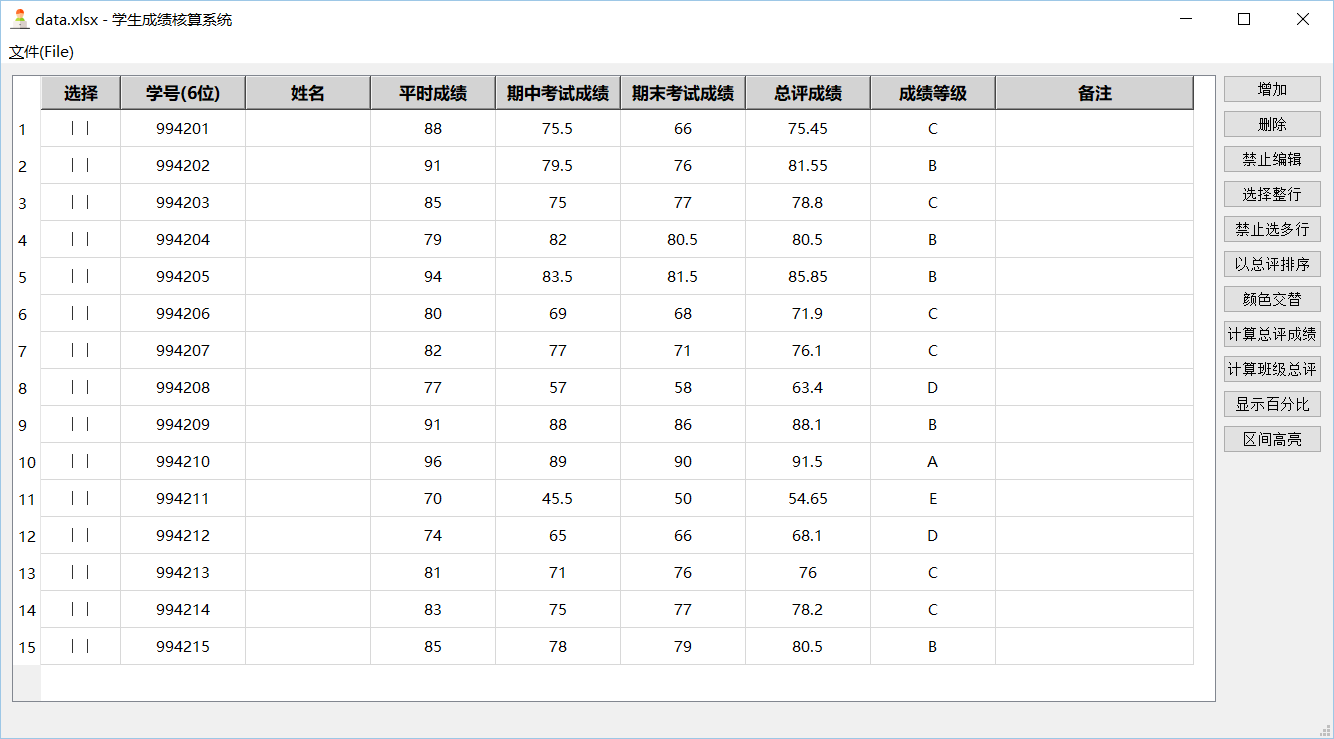 data.xlsx - 学生成绩核算系统
文件(File)
选择 学号(6位) 姓名 平时成绩 期中考试成绩 期末考试成绩 总评成绩 成绩等级 备注
1 994201 88 75.5 66 75.45 C
2 994202 91 79.5 76 81.55 B
3 994203 85 75 77 78.8 C
4 994204 79 82 80.5 80.5 B
5 994205 94 83.5 81.5 85.85 B
6 994206 80 69 68 71.9 C
7 994207 82 77 71 76.1 C
8 994208 77 57 58 63.4 D
9 994209 91 88 86 88.1 B
10 994210 96 89 90 91.5 A
11 994211 70 45.5 50 54.65 E
12 994212 74 65 66 68.1 D
13 994213 81 71 76 76 C
14 994214 83 75 77 78.2 C
15 994215 85 78 79 80.5 B
增加
删除
禁止编辑
选择整行
禁止选多行
以总评排序
颜色交替
计算总评成绩
计算班级总评
显示百分比
区间高亮